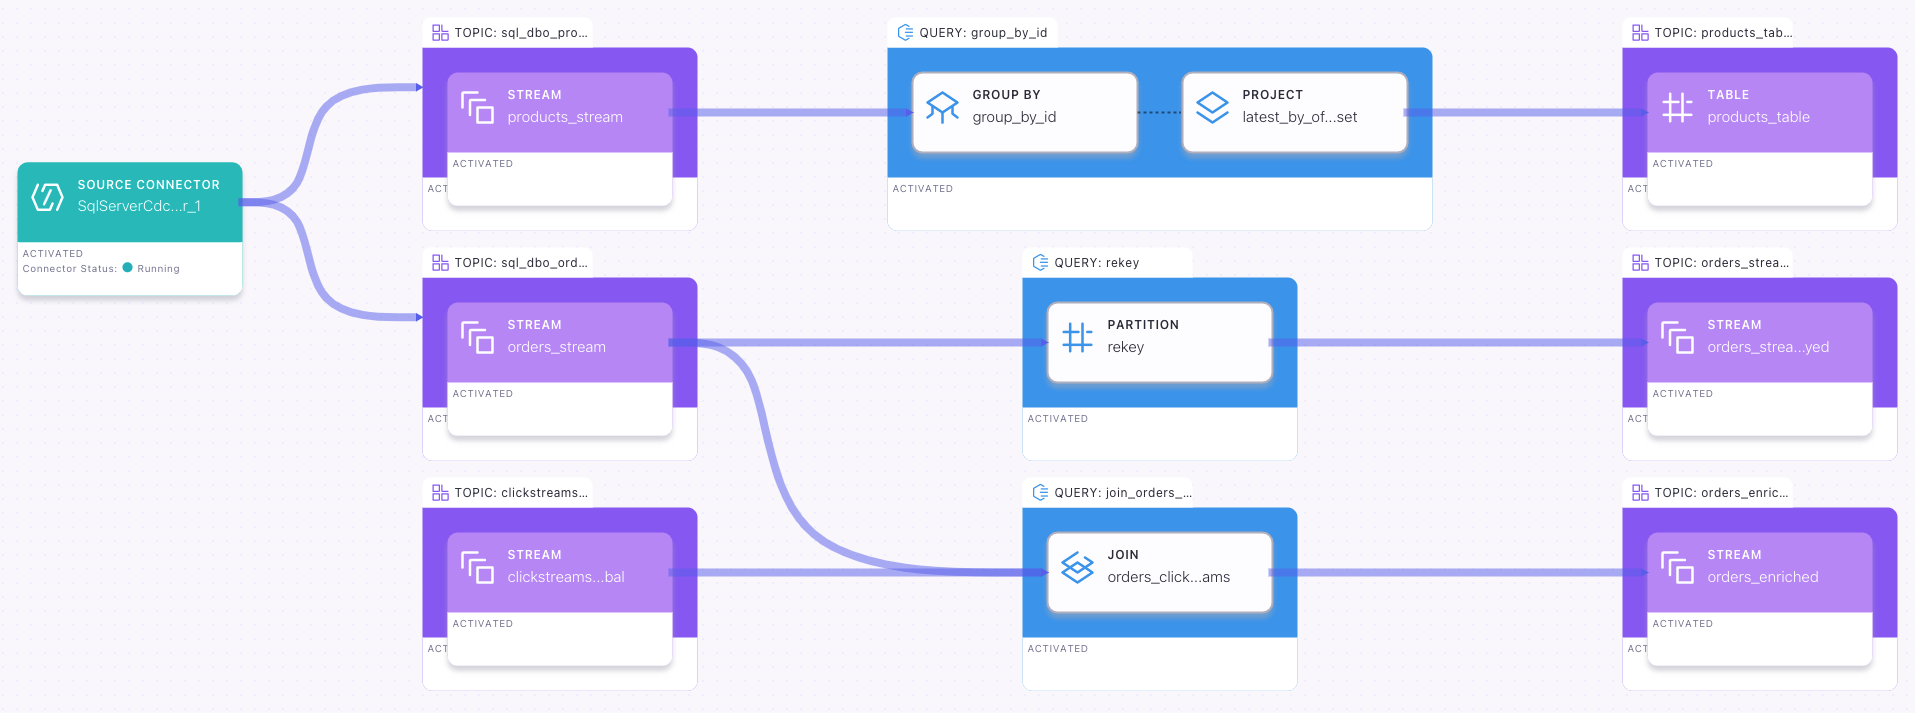 TOPIC: sql_dbo_pro...
QUERY: group_by_id
TOPIC: products_tab...
STREAM
products_stream
ACTIVATED
ACT
GROUP BY
group_by_id
PROJECT
latest_by_of...set
ACTIVATED
TABLE
products_table
ACTIVATED
ACT
SOURCE CONNECTOR
SqlServerCdc...r_1
ACTIVATED
Connector Status: Running
TOPIC: sql_dbo_ord...
QUERY: rekey
TOPIC: orders_strea...
STREAM
orders_stream
ACTIVATED
ACT
PARTITION
rekey
ACTIVATED
STREAM
orders_strea...yed
ACTIVATED
ACT
TOPIC: clickstreams...
QUERY: join_orders_...
TOPIC: orders_enric...
STREAM
clickstreams...bal
ACTIVATED
ACT
JOIN
orders_click...ams
ACTIVATED
STREAM
orders_enriched
ACTIVATED
ACT